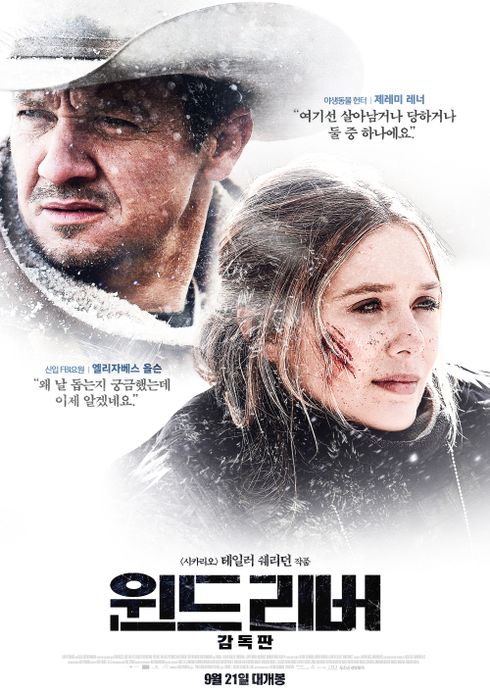 야생동물 헌터 | 제레미 레너
“여기선 살아남거나 당하거나
둘 중 하나에요.”
신입 FBI요원 | 엘리자베스 올슨
“왜 날 돕는지 궁금했는데
이제 알겠네요.”
<시카리오> 테일러 쉐리던 작품
윈드 리버
감독판
9월 21일 대개봉